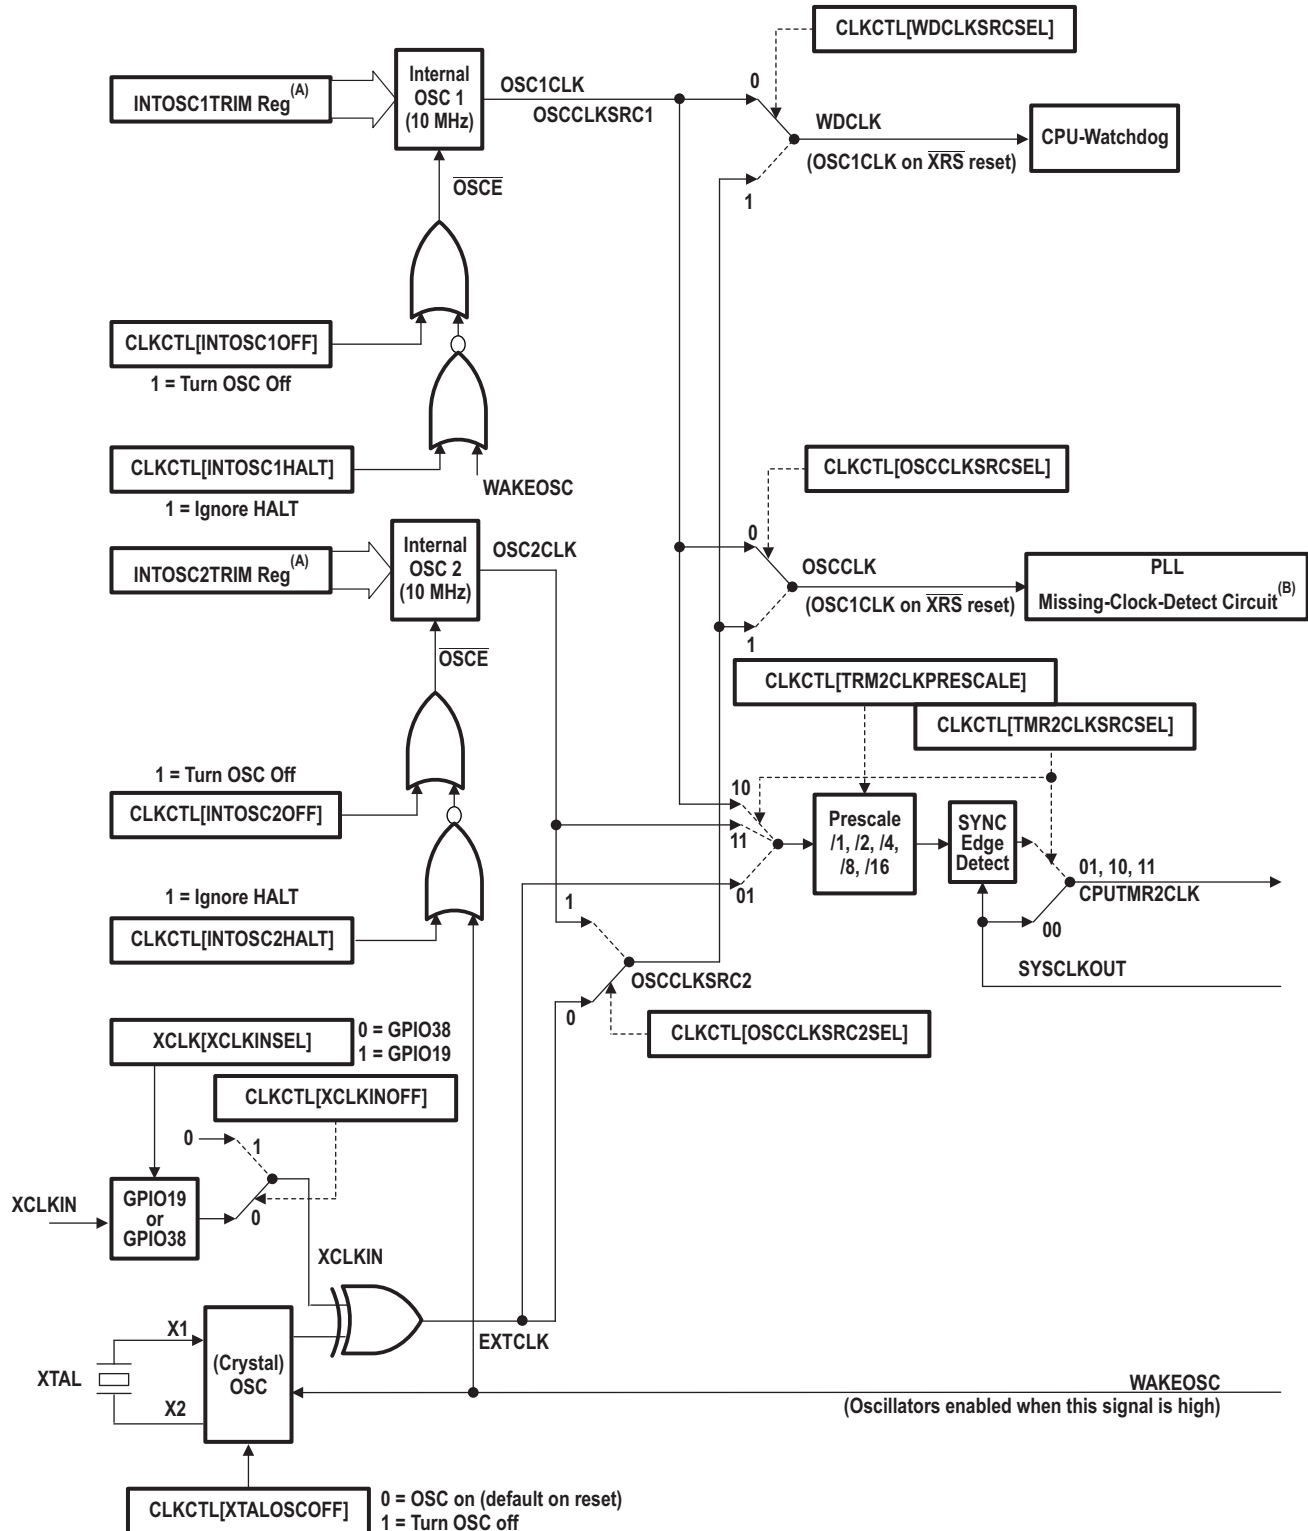 CLKCTL[WDCLKSRCSEL]
Internal
OSC 1
(10 MHz)
INTOSC1TRIM Reg(A)
OSC1CLK
OSCCLKSRC1
0
WDCLK
(OSC1CLK on XRS reset)
CPU-Watchdog
1
OSCE
CLKCTL[INTOSC1OFF]
1 = Turn OSC Off
CLKCTL[INTOSC1HALT]
1 = Ignore HALT
WAKEOSC
CLKCTL[OSCCLKSRCSEL]
0
OSCCLK
(OSC1CLK on XRS reset)
PLL
Missing-Clock-Detect Circuit(B)
1
Internal
OSC 2
(10 MHz)
INTOSC2TRIM Reg(A)
OSC2CLK
OSCE
CLKCTL[TRM2CLKPRESCALE]
CLKCTL[TMR2CLKSRCSEL]
1 = Turn OSC Off
CLKCTL[INTOSC2OFF]
10
11
01
Prescale
/1, /2, /4,
/8, /16
SYNC
Edge
Detect
01, 10, 11
CPUTMR2CLK
00
SYSCLKOUT
1 = Ignore HALT
CLKCTL[INTOSC2HALT]
1
OSCCLKSRC2
0
CLKCTL[OSCCLKSRC2SEL]
XCLK[XCLKINSEL]
0 = GPIO38
1 = GPIO19
CLKCTL[XCLKINOFF]
0
1
XCLKIN
GPIO19
or
GPIO38
0
XCLKIN
EXTCLK
X1
XTAL
X2
(Crystal)
OSC
WAKEOSC
(Oscillators enabled when this signal is high)
CLKCTL[XTALOSCOFF]
0 = OSC on (default on reset)
1 = Turn OSC off